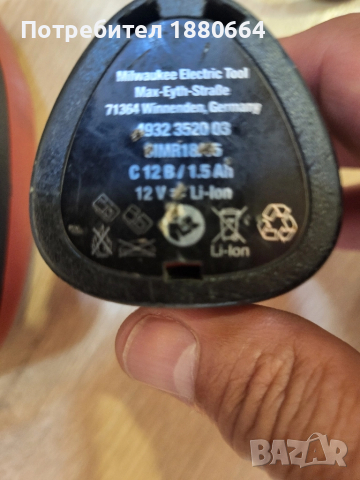 Потребител 1880664
Milwaukee Electric Tool
Max-Eyth-Straße
71364 Winnenden, Germany
4932 3520 03
C 12 B / 1.5 Ah
12 V Li-Ion
Li-Ion
BAZAR